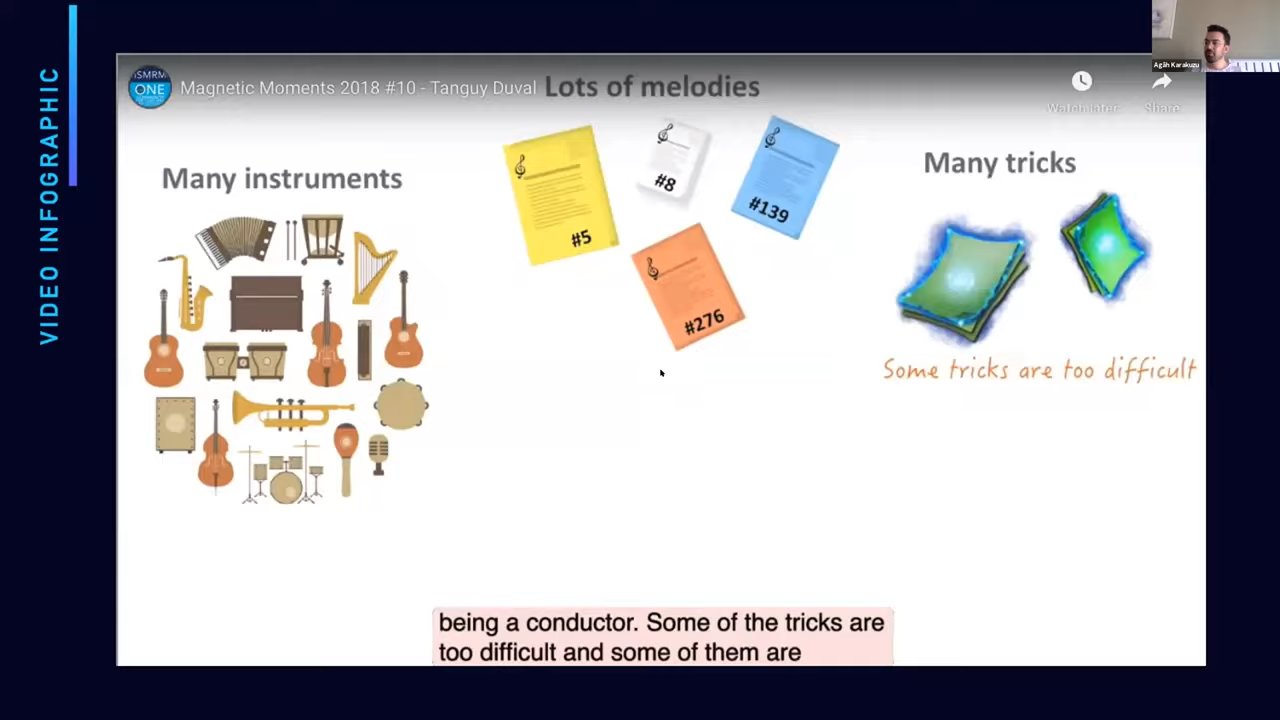 VIDEO INFOGRAPHIC
ISMRM
ONE
Magnetic Moments 2018 #10 - Tanguy Duval
Lots of melodies
Watch later
Share
Agâh Karakuzu
Many instruments
#5
#8
#139
#276
Many tricks
Some tricks are too difficult
being a conductor. Some of the tricks are
too difficult and some of them are